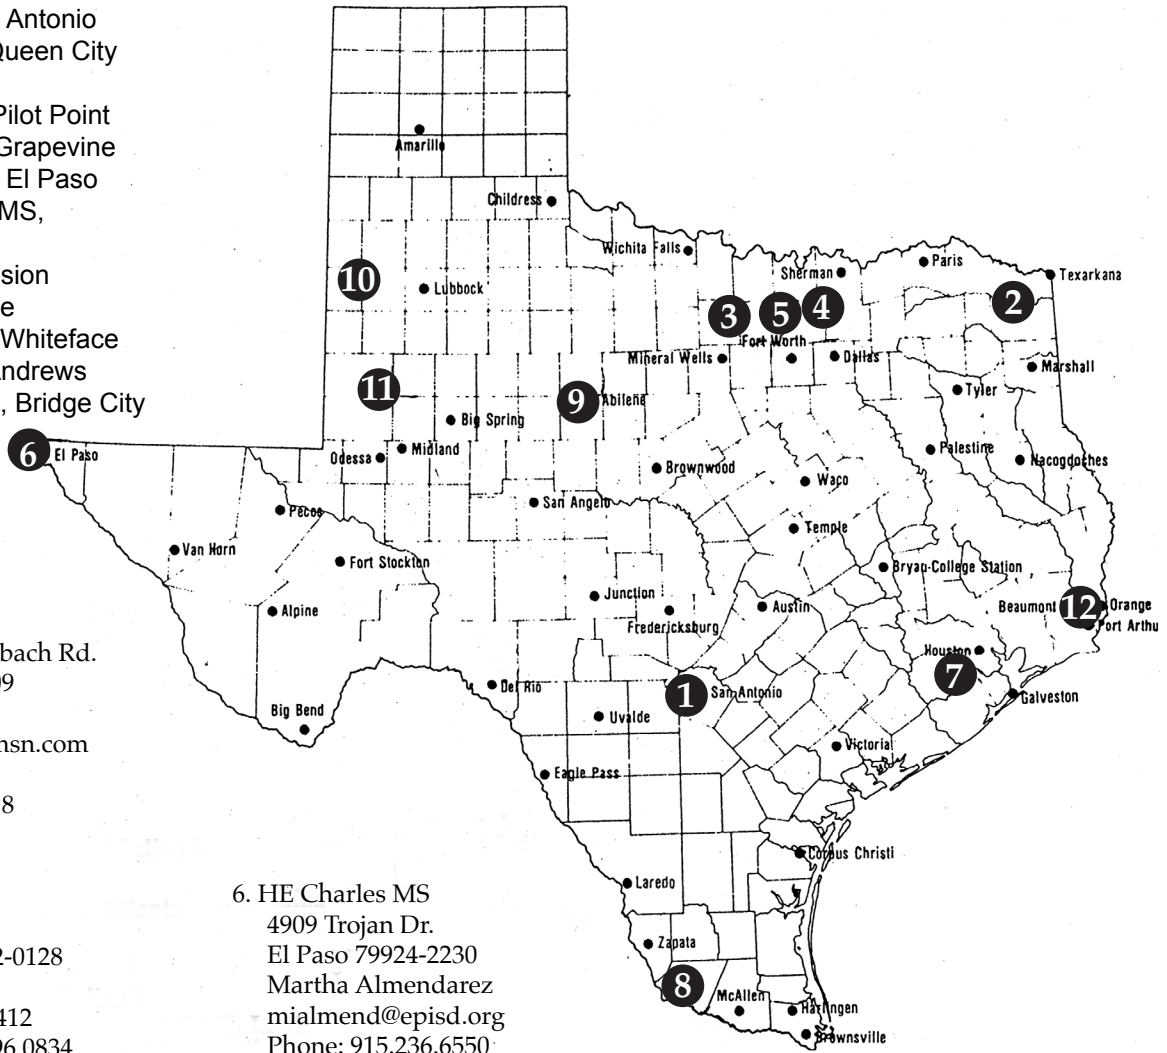 Antonio
Queen City
Pilot Point
Grapevine
El Paso
MS,
sion
e
Whiteface
Andrews
, Bridge City
Amarillo
Childress
Wichita Falls
Sherman
Paris
Texarkana
10
Lubbock
3
5
4
2
Fort Worth
Mineral Wells
Dallas
Marshall
11
9
Abilene
Tyler
Big Spring
6
El Paso
Odessa
Midland
Brownwood
Palestine
Nacogdoches
Waco
San Angelo
Pecos
Temple
Van Horn
Fort Stockton
Bryan-College Station
Junction
Alpine
Fredericksburg
Austin
Beaumont
12
Orange
Port Arthu
Houston
7
Del Rio
1
San Antonio
Galveston
Big Bend
Uvalde
Victoria
Eagle Pass
Corpus Christi
Laredo
Zapata
8
McAllen
Harlingen
Brownsville
bach Rd.
09
nsn.com
8
2-0128
412
96 0834
6. HE Charles MS
4909 Trojan Dr.
El Paso 79924-2230
Martha Almendarez
mialmend@episd.org
Phone: 915.236.6550